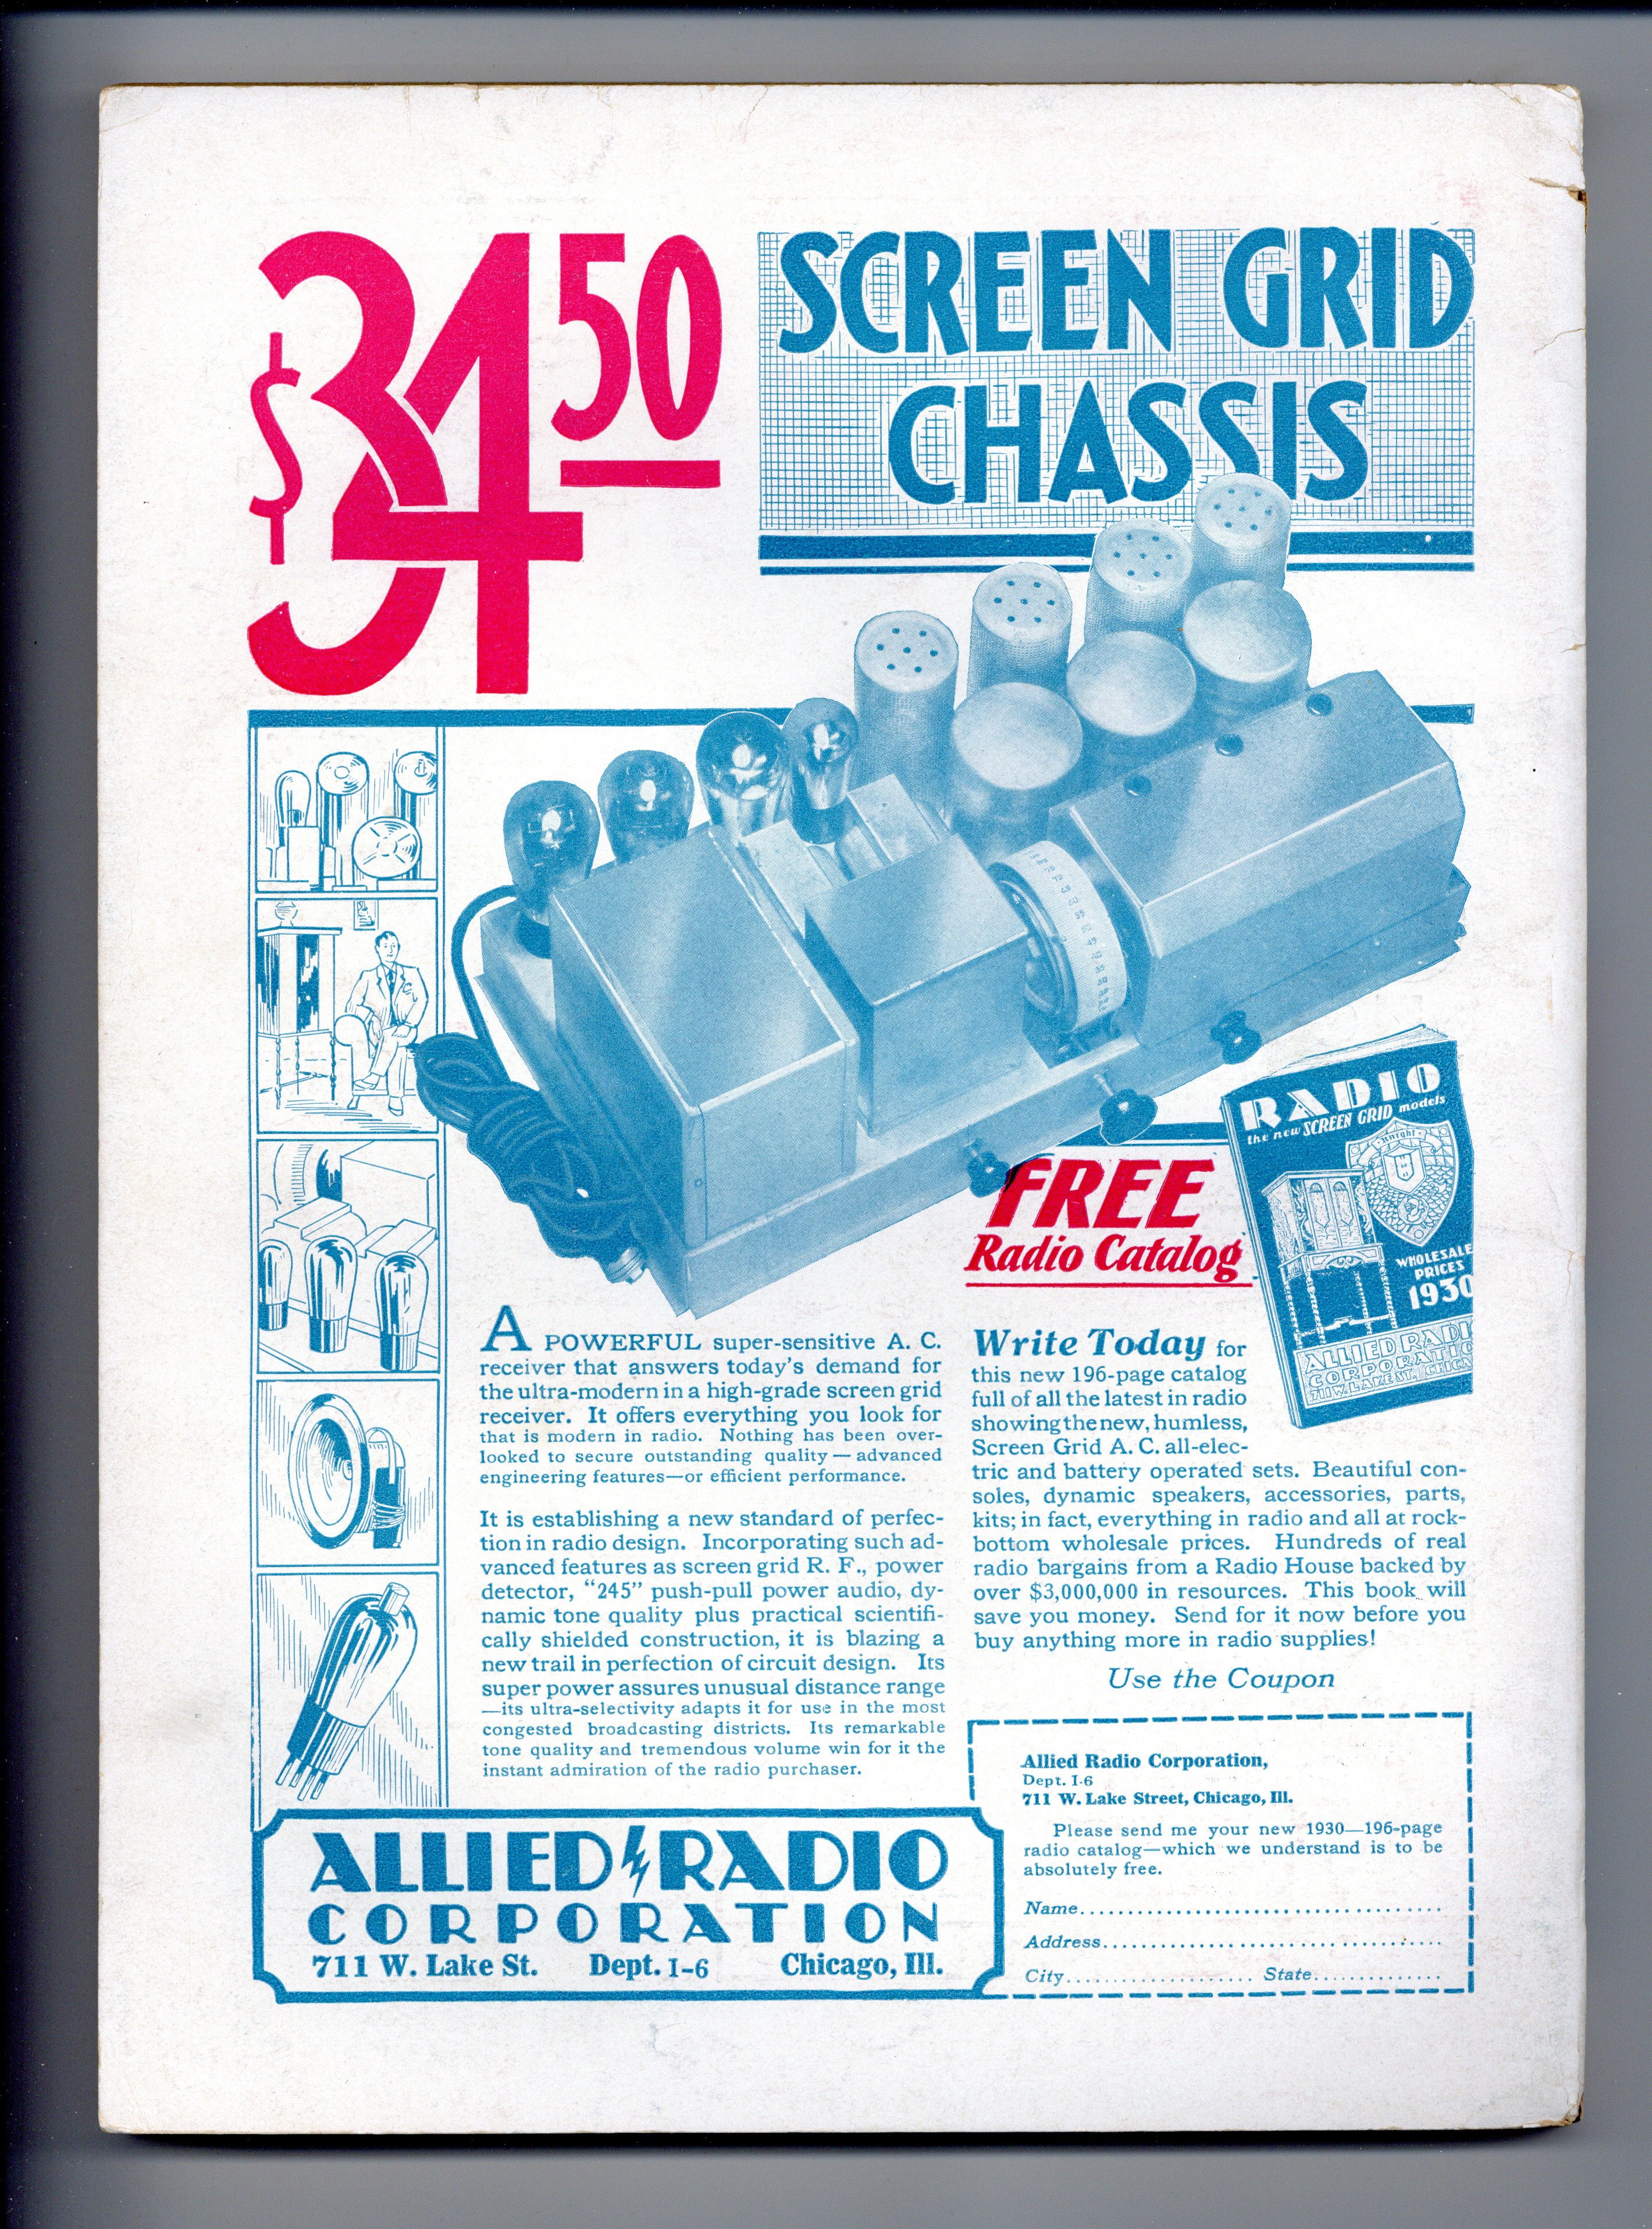 $34.50
SCREEN GRID
CHASSIS
FREE
Radio Catalog
RADIO
the new SCREEN GRID models
Knight
WHOLESALE
PRICES
1930
ALLIED RADIO
CORPORATION
711 W. LAKE ST., CHICAGO
A POWERFUL super-sensitive A. C.
receiver that answers today's demand for
the ultra-modern in a high-grade screen grid
receiver. It offers everything you look for
that is modern in radio. Nothing has been over-
looked to secure outstanding quality — advanced
engineering features—or efficient performance.
It is establishing a new standard of perfec-
tion in radio design. Incorporating such ad-
vanced features as screen grid R. F., power
detector, "245" push-pull power audio, dy-
namic tone quality plus practical scientifi-
cally shielded construction, it is blazing a
new trail in perfection of circuit design. Its
super power assures unusual distance range
—its ultra-selectivity adapts it for use in the most
congested broadcasting districts. Its remarkable
tone quality and tremendous volume win for it the
instant admiration of the radio purchaser.
Write Today for
this new 196-page catalog
full of all the latest in radio
showing the new, humless,
Screen Grid A. C. all-elec-
tric and battery operated sets. Beautiful con-
soles, dynamic speakers, accessories, parts,
kits; in fact, everything in radio and all at rock-
bottom wholesale prices. Hundreds of real
radio bargains from a Radio House backed by
over $3,000,000 in resources. This book will
save you money. Send for it now before you
buy anything more in radio supplies!
Use the Coupon
ALLIED RADIO
CORPORATION
711 W. Lake St. Dept. I-6 Chicago, Ill.
Allied Radio Corporation,
Dept. I-6
711 W. Lake Street, Chicago, Ill.
Please send me your new 1930—196-page
radio catalog—which we understand is to be
absolutely free.
Name....................................
Address....................................
City.................... State..............